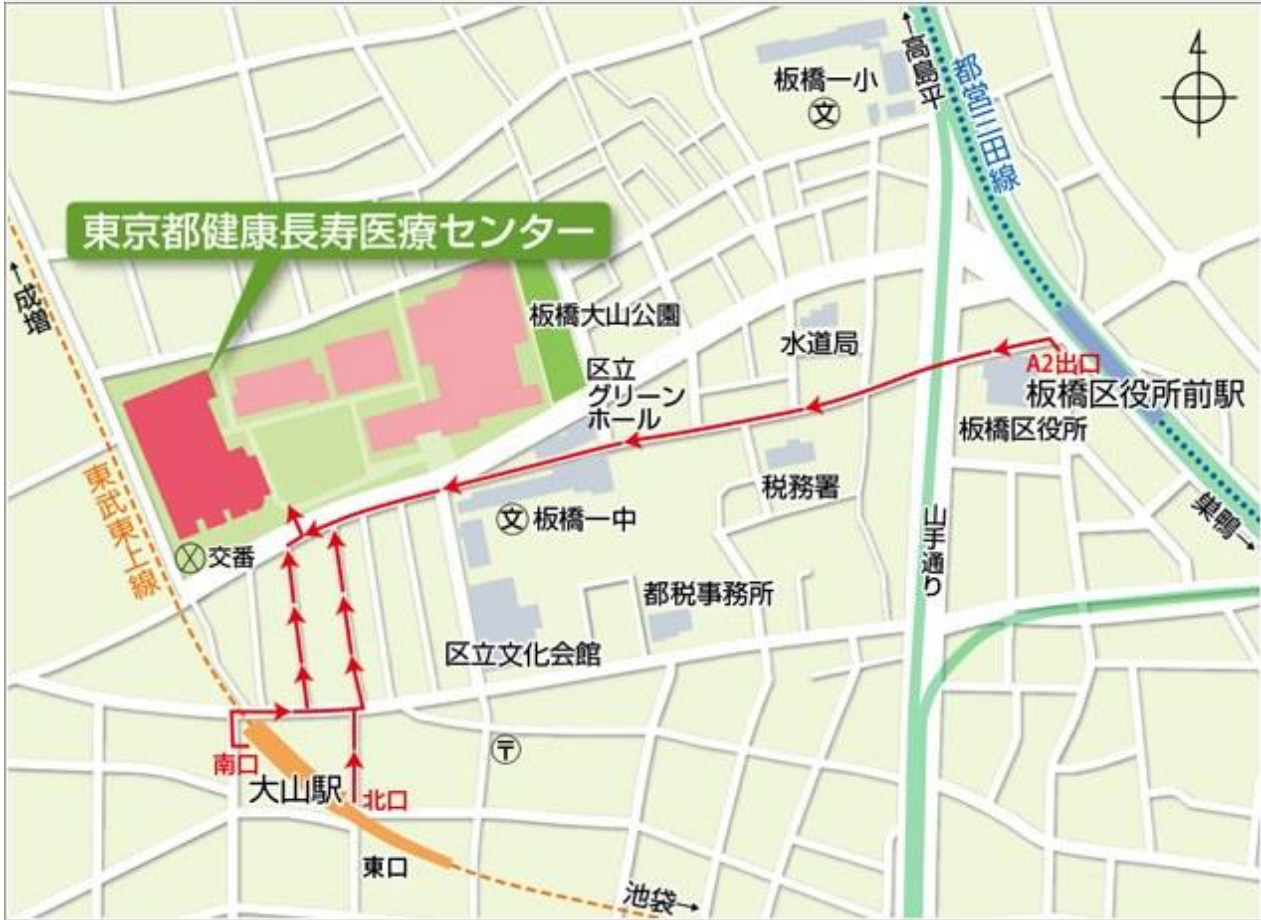 板橋一小
文
←高島平
都営三田線
東京都健康長寿医療センター
←成増
板橋大山公園
水道局
区立
グリーン
ホール
A2出口
板橋区役所前駅
板橋区役所
東武東上線
税務署
文 板橋一中
山手通り
巣鴨→
交番
都税事務所
区立文化会館
〒
南口
大山駅
北口
東口
池袋→